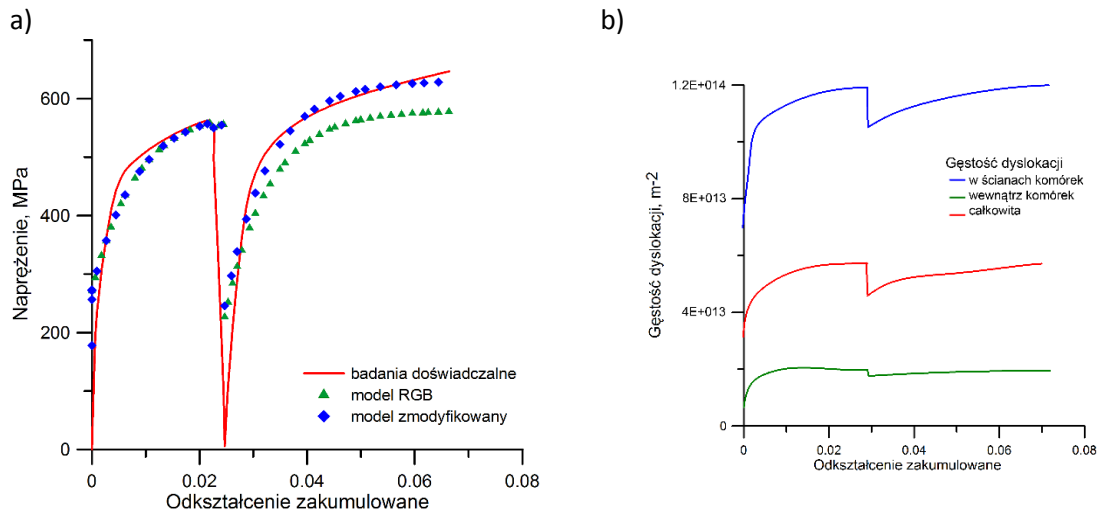 a)
Naprężenie, MPa
600
400
200
0
0
0.02
0.04
0.06
0.08
Odkształcenie zakumulowane
badania doświadczalne
model RGB
model zmodyfikowany
b)
Gęstość dyslokacji, m-2
1.2E+014
8E+013
4E+013
0
0
0.02
0.04
0.06
0.08
Odkształcenie zakumulowane
Gęstość dyslokacji
w ścianach komórek
wewnątrz komórek
całkowita